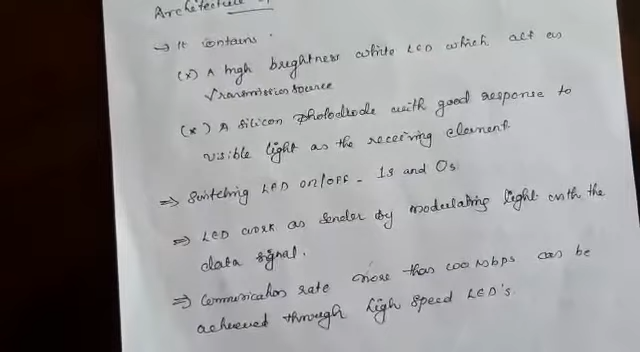 Architecture
→ It contains :
(x) A high brightness white LED which act as
Transmission source
(x) A silicon photodiode with good response to
visible light as the receiving element.
⇒ Switching LED on/off - 1s and 0s.
⇒ LED work as sender by modulating light with the
data signal.
⇒ Communication rate more than 100 Mbps can be
achieved through high speed LED's.